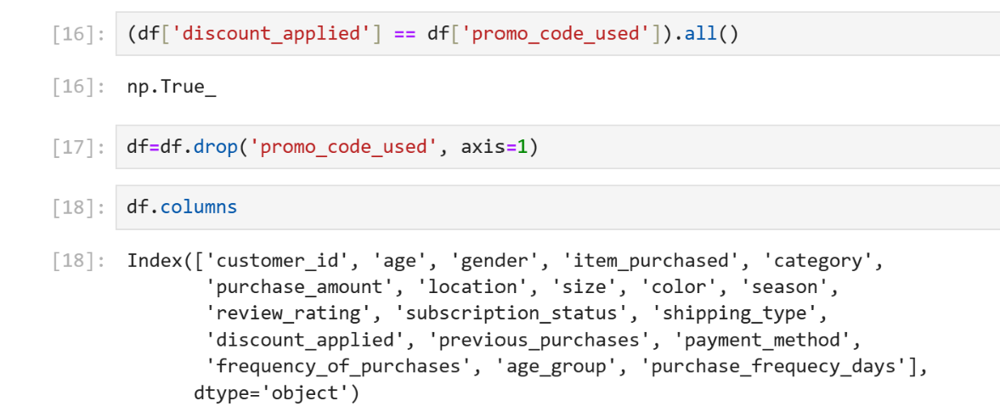 [16]: (df['discount_applied'] == df['promo_code_used']).all()
[16]: np.True_
[17]: df=df.drop('promo_code_used', axis=1)
[18]: df.columns
[18]: Index(['customer_id', 'age', 'gender', 'item_purchased', 'category',
'purchase_amount', 'location', 'size', 'color', 'season',
'review_rating', 'subscription_status', 'shipping_type',
'discount_applied', 'previous_purchases', 'payment_method',
'frequency_of_purchases', 'age_group', 'purchase_frequecy_days'],
dtype='object')